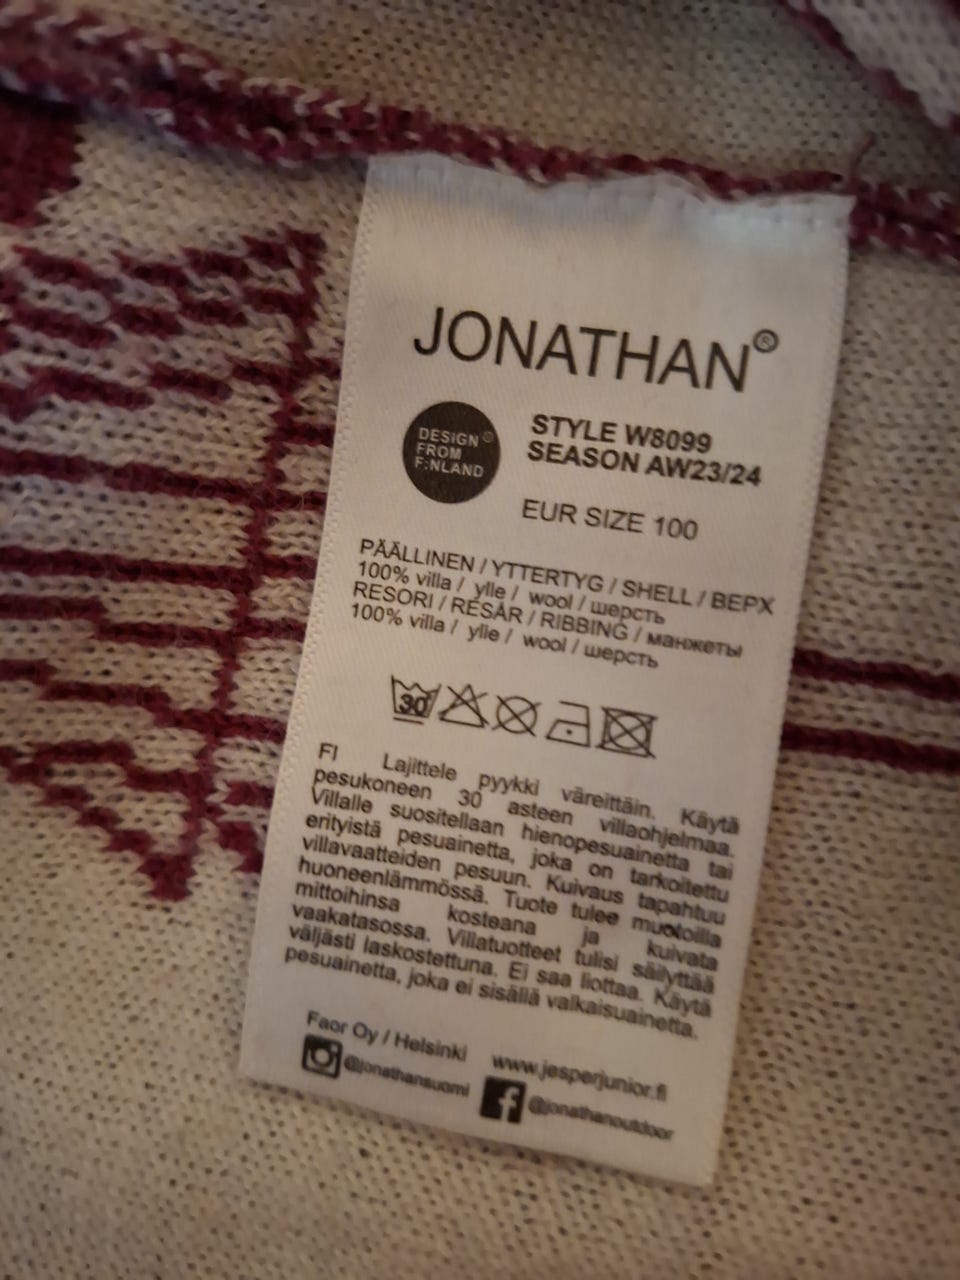 JONATHAN®
DESIGN®
FROM
F:NLAND
STYLE W8099
SEASON AW23/24
EUR SIZE 100
PÄÄLLINEN / YTTERTYG / SHELL / ВЕРХ
100% villa / ylle / wool / шерсть
RESORI / RESÅR / RIBBING / манжеты
100% villa / ylle / wool / шерсть
30
FI Lajittele pyykki väreittäin. Käytä
pesukoneen 30 asteen villaohjelmaa.
Villalle suositellaan hienopesuainetta tai
erityistä pesuainetta, joka on tarkoitettu
villavaatteiden pesuun. Kuivaus tapahtuu
huoneenlämmössä. Tuote tulee muotoilla
mittoihinsa kosteana ja kuivata
vaakatasossa. Villatuotteet tulisi säilyttää
väljästi laskostettuna. Ei saa liottaa. Käytä
pesuainetta, joka ei sisällä valkaisuainetta.
Faor Oy / Helsinki www.jesperjunior.fi
@jonathansuomi @jonathanoutdoor